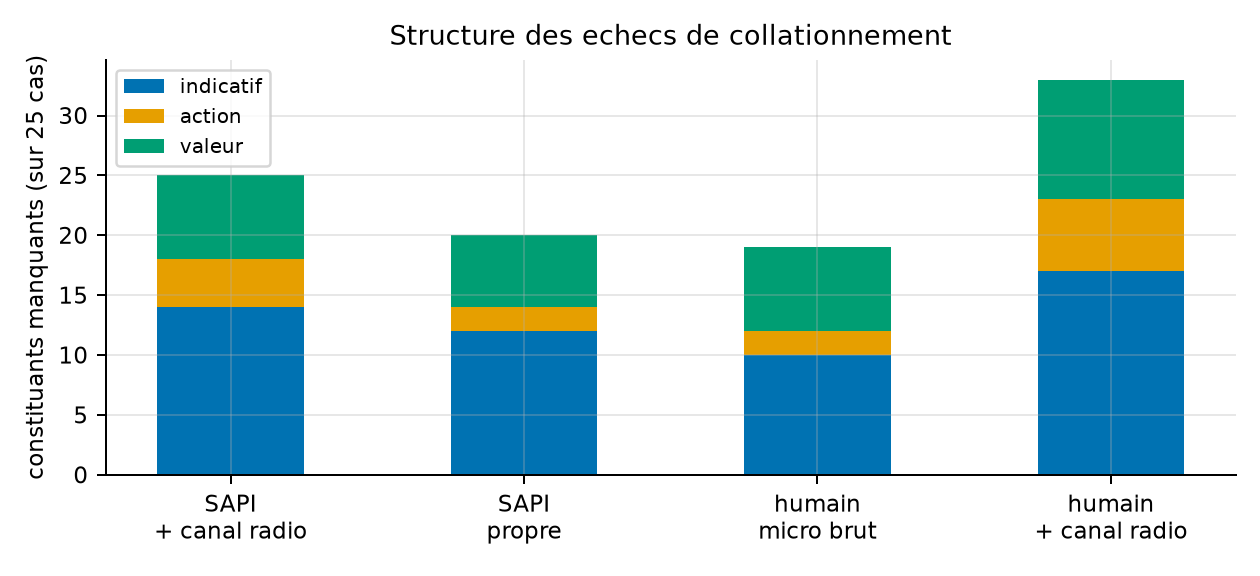 Structure des echecs de collationnement
constituants manquants (sur 25 cas)
indicatif
action
valeur
30
25
20
15
10
5
0
SAPI
+ canal radio
SAPI
propre
humain
micro brut
humain
+ canal radio